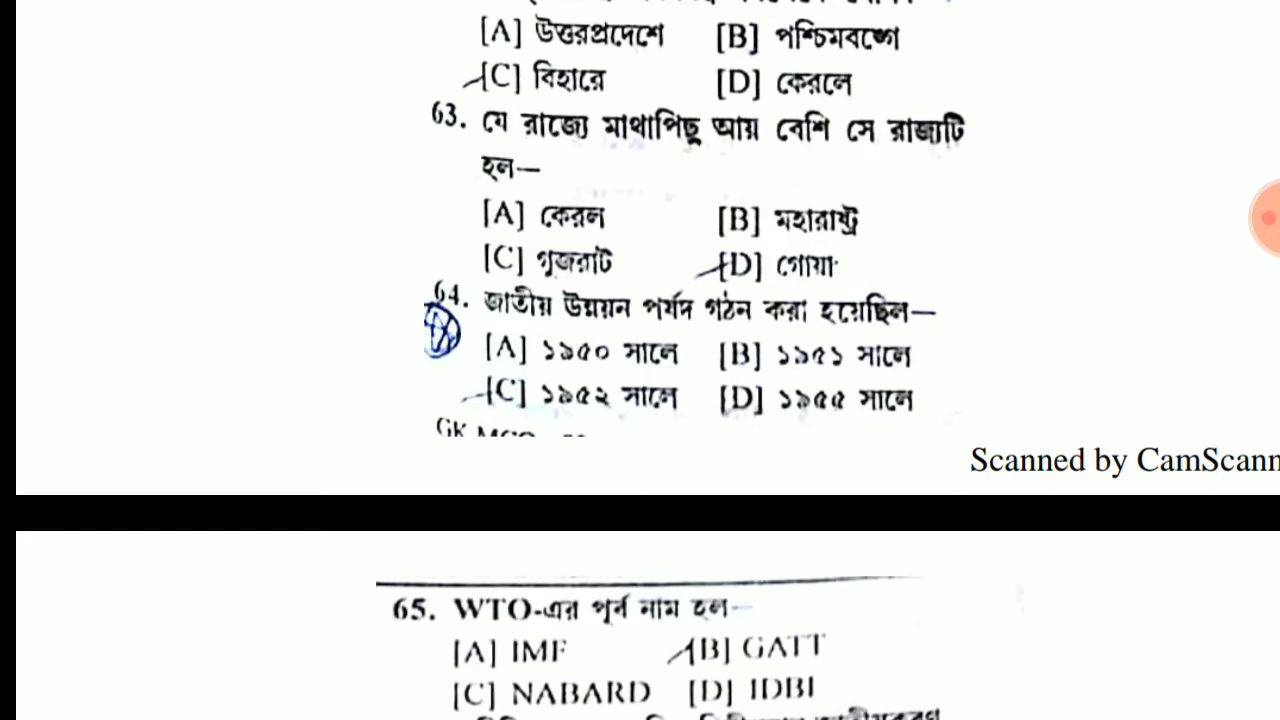 [A] উত্তরপ্রদেশে [B] পশ্চিমবঙ্গে
[C] বিহারে [D] কেরলে
63. যে রাজ্যে মাথাপিছু আয় বেশি সে রাজ্যটি
হল—
[A] কেরল [B] মহারাষ্ট্র
[C] গুজরাট [D] গোয়া
64. জাতীয় উন্নয়ন পর্ষদ গঠন করা হয়েছিল—
[A] ১৯৫০ সালে [B] ১৯৫১ সালে
[C] ১৯৫২ সালে [D] ১৯৫৫ সালে
GK
Scanned by CamScann
65. WTO-এর পূর্ব নাম হল—
[A] IMF [B] GATT
[C] NABARD [D] IDBI